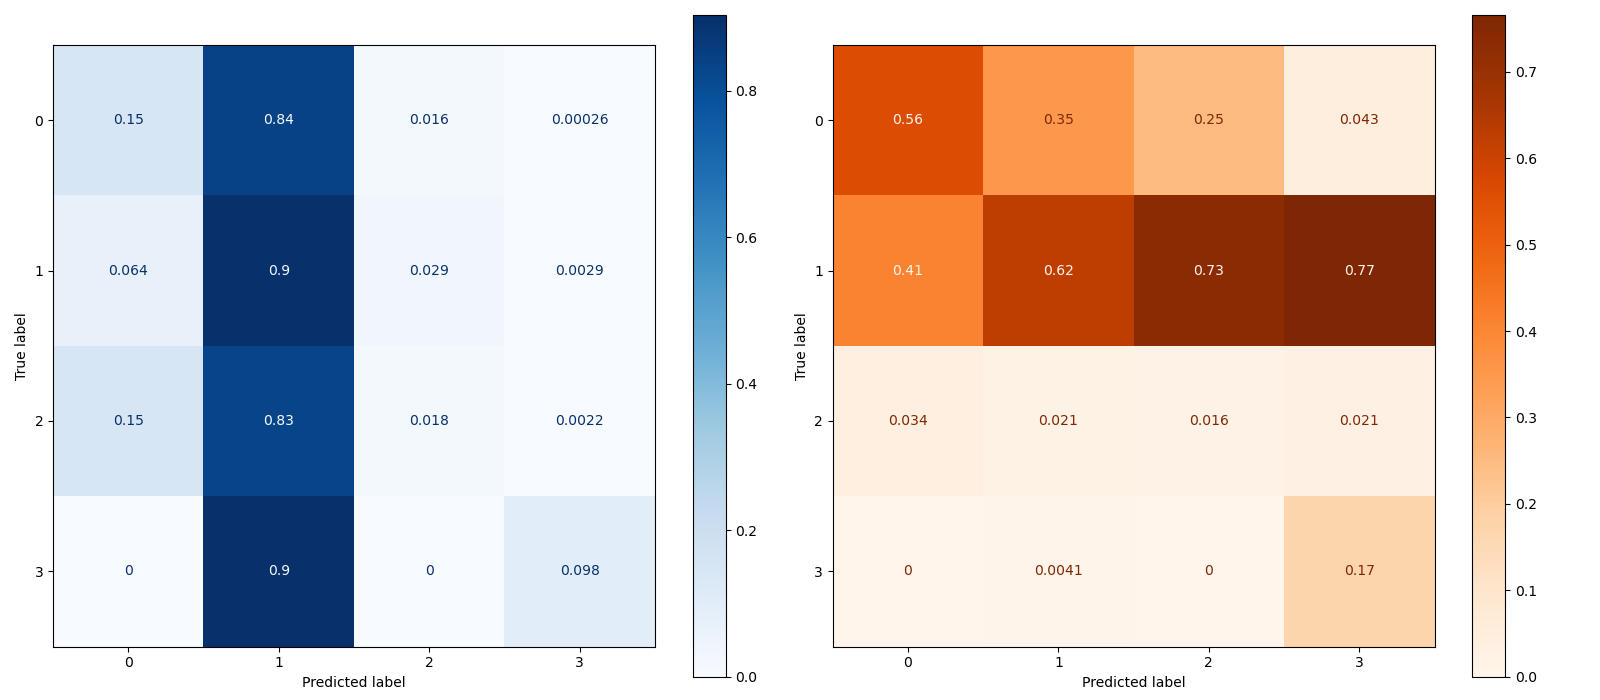 0.15 0.84 0.016 0.00026
0.064 0.9 0.029 0.0029
0.15 0.83 0.018 0.0022
0 0.9 0 0.098
0
1
2
3
True label
0 1 2 3
Predicted label
0.8
0.6
0.4
0.2
0.0
0.56 0.35 0.25 0.043
0.41 0.62 0.73 0.77
0.034 0.021 0.016 0.021
0 0.0041 0 0.17
0
1
2
3
True label
0 1 2 3
Predicted label
0.7
0.6
0.5
0.4
0.3
0.2
0.1
0.0